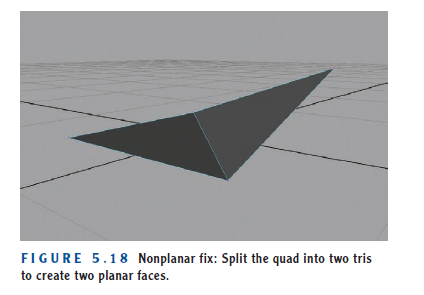 FIGURE 5.18 Nonplanar fix: Split the quad into two tris
to create two planar faces.